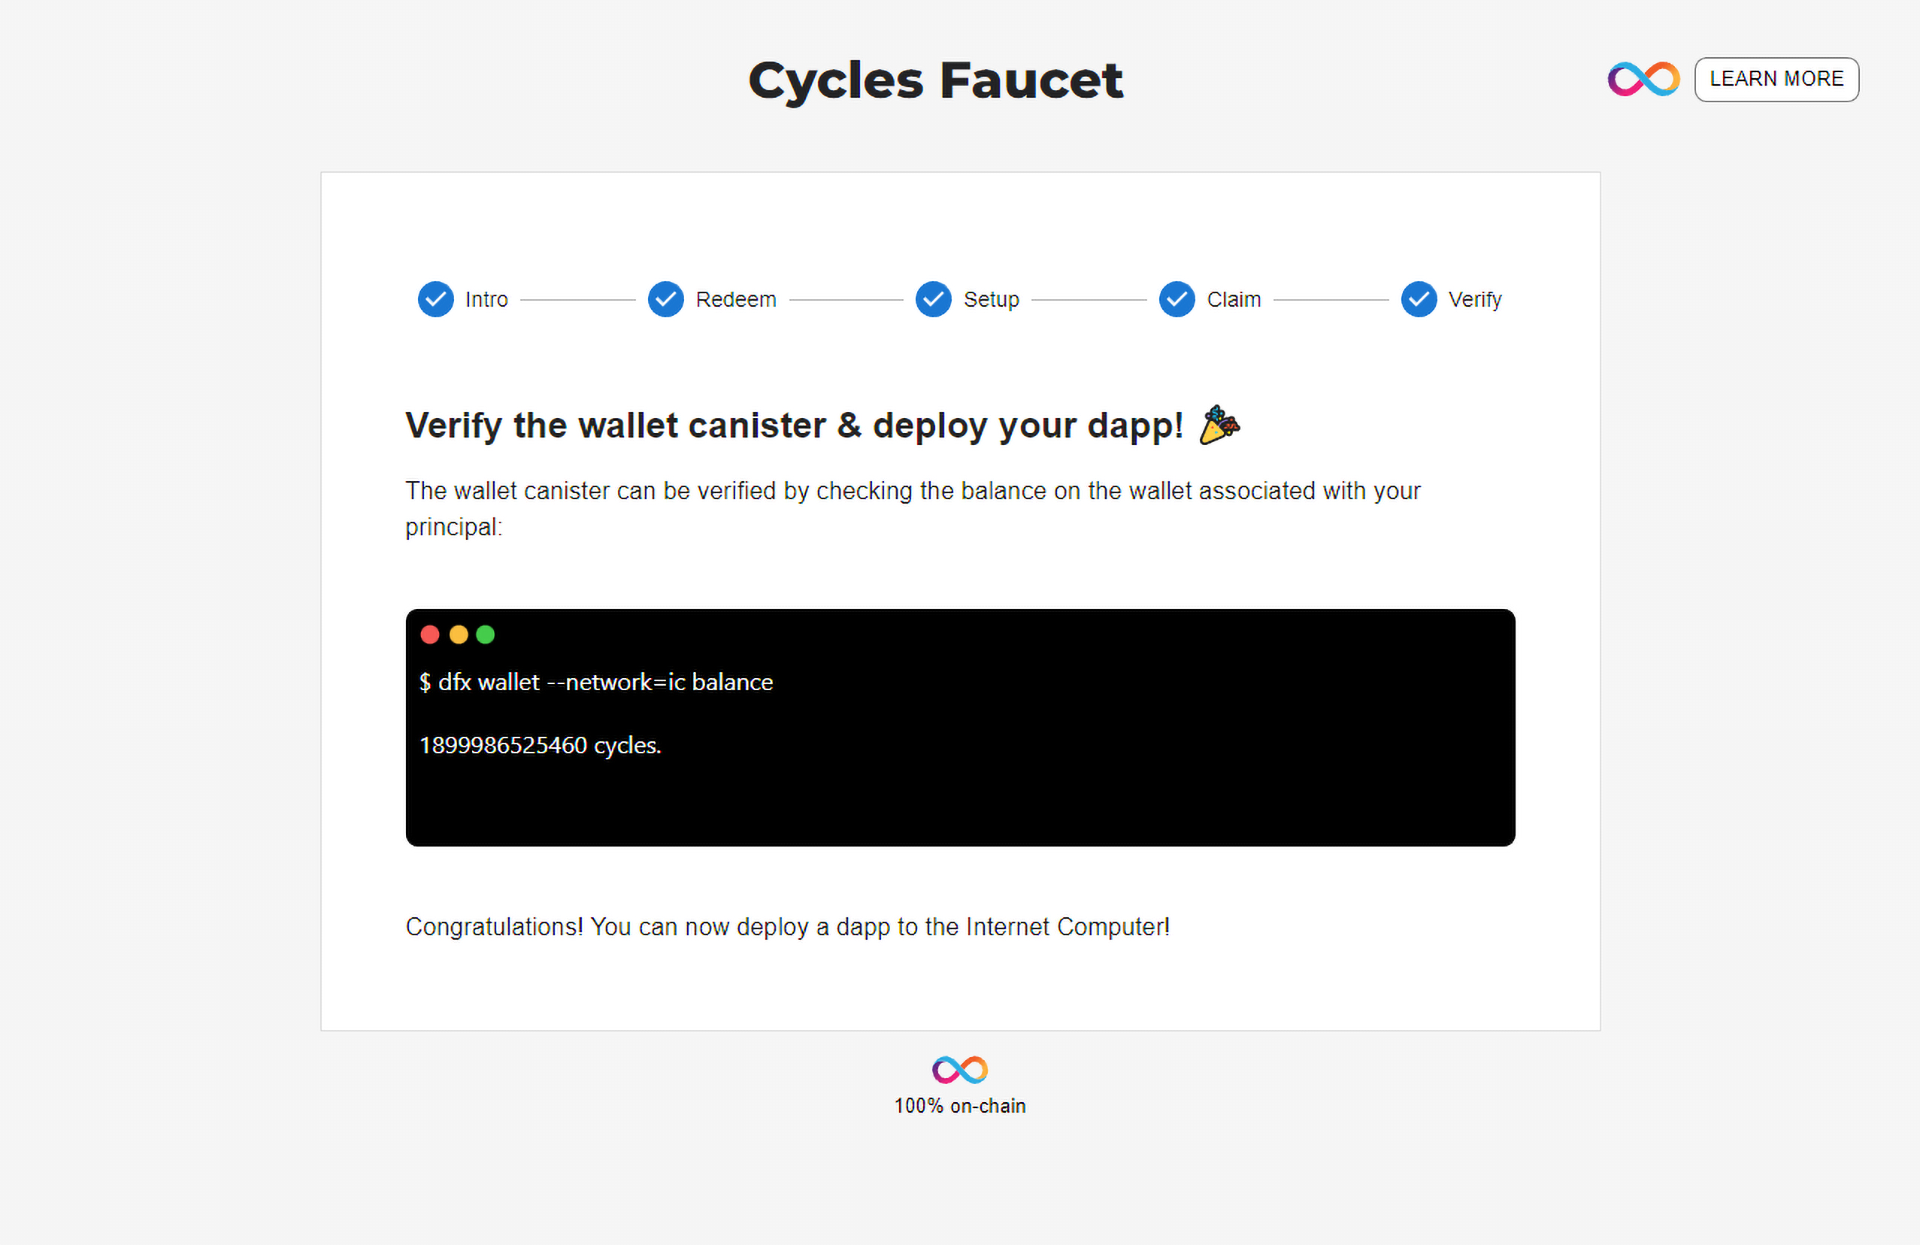 Cycles Faucet
LEARN MORE
Intro
Redeem
Setup
Claim
Verify
Verify the wallet canister & deploy your dapp! 🎉
The wallet canister can be verified by checking the balance on the wallet associated with your
principal:
$ dfx wallet --network=ic balance
1899986525460 cycles.
Congratulations! You can now deploy a dapp to the Internet Computer!
100% on-chain